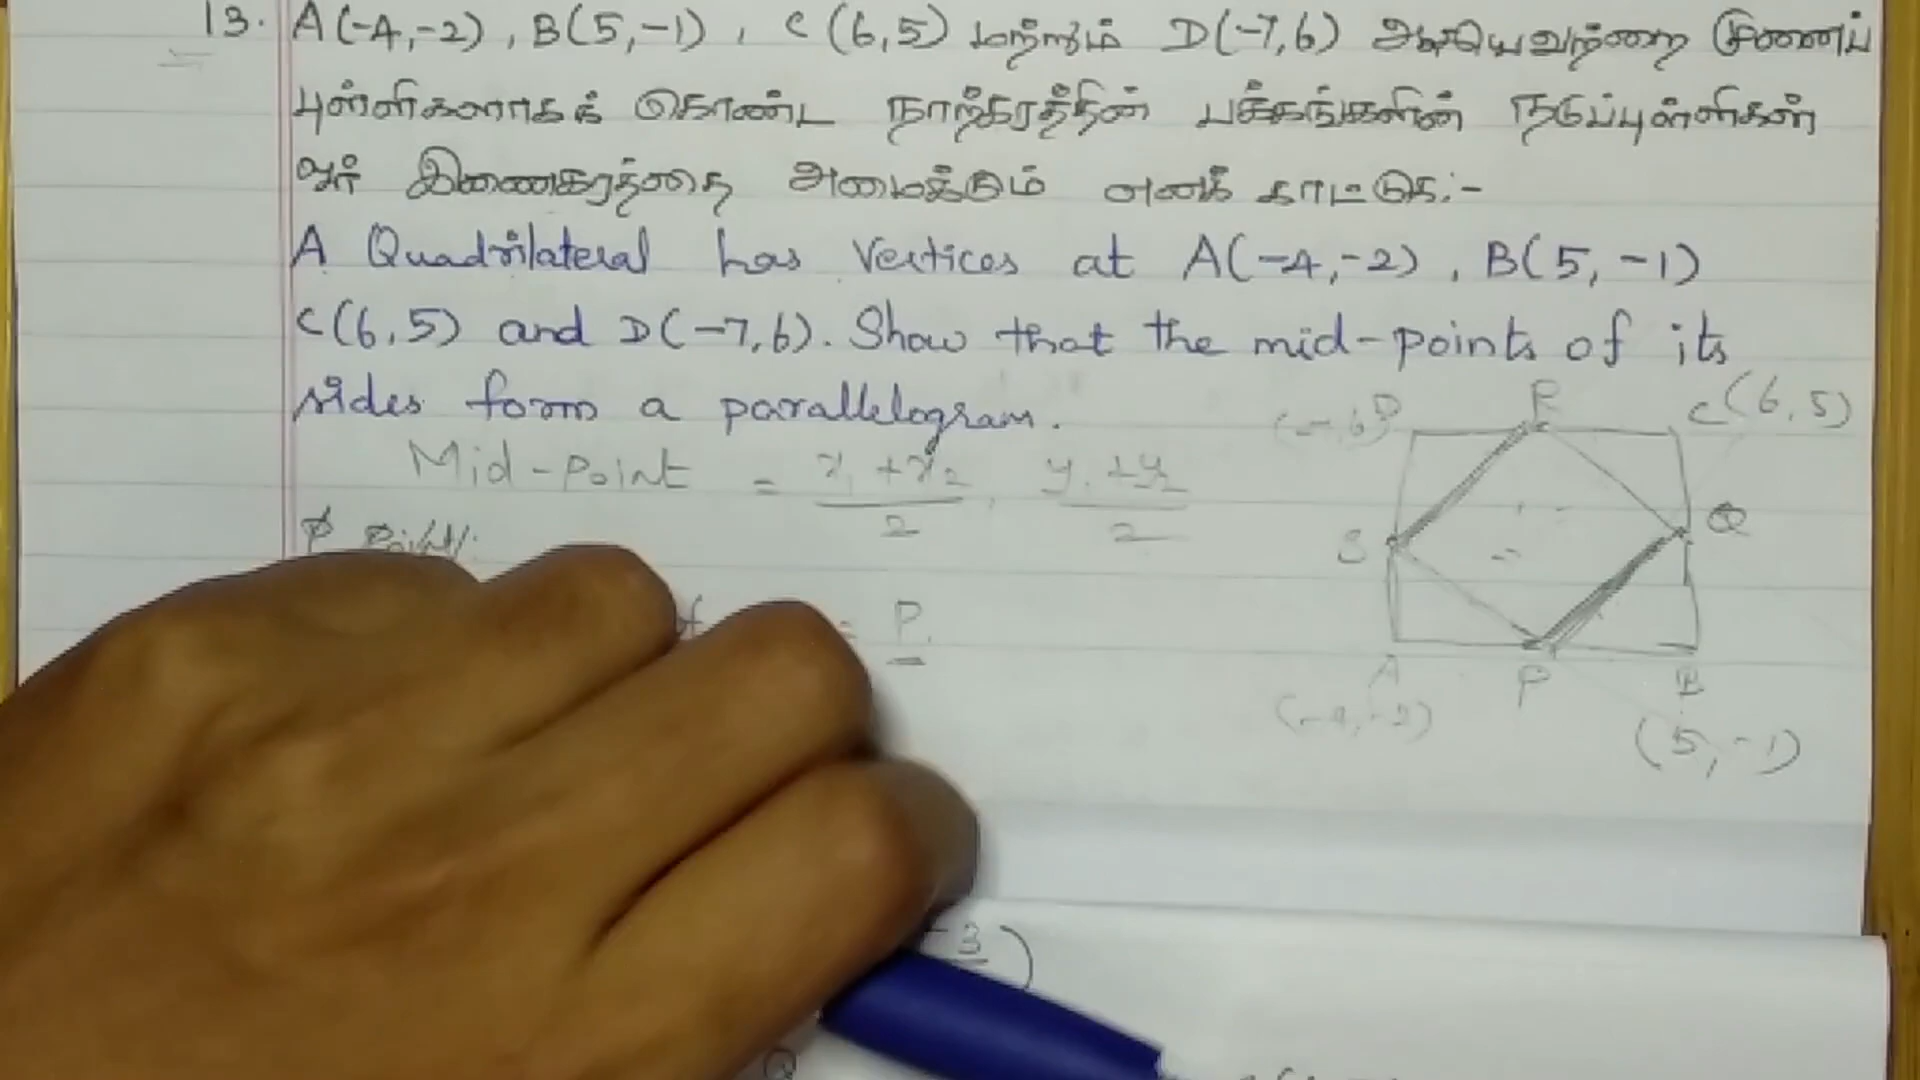 13. A(-4,-2), B(5,-1), C(6,5) மற்றும் D(-7,6) ஆகியவற்றை முனைப்
புள்ளிகளாகக் கொண்ட நாற்கரத்தின் பக்கங்களின் நடுப்புள்ளிகள்
ஓர் இணைகரத்தை அமைக்கும் எனக் காட்டுக:-
A Quadrilateral has Vertices at A(-4,-2), B(5,-1)
C(6,5) and D(-7,6). Show that the mid-points of its
sides form a parallelogram.
D R C(6,5)
Mid-Point = x₁+x₂/2, y₁+y₂/2
S Q
P Point:
= P.
A P B
(-4,-2) (5,-1)
3)
Q